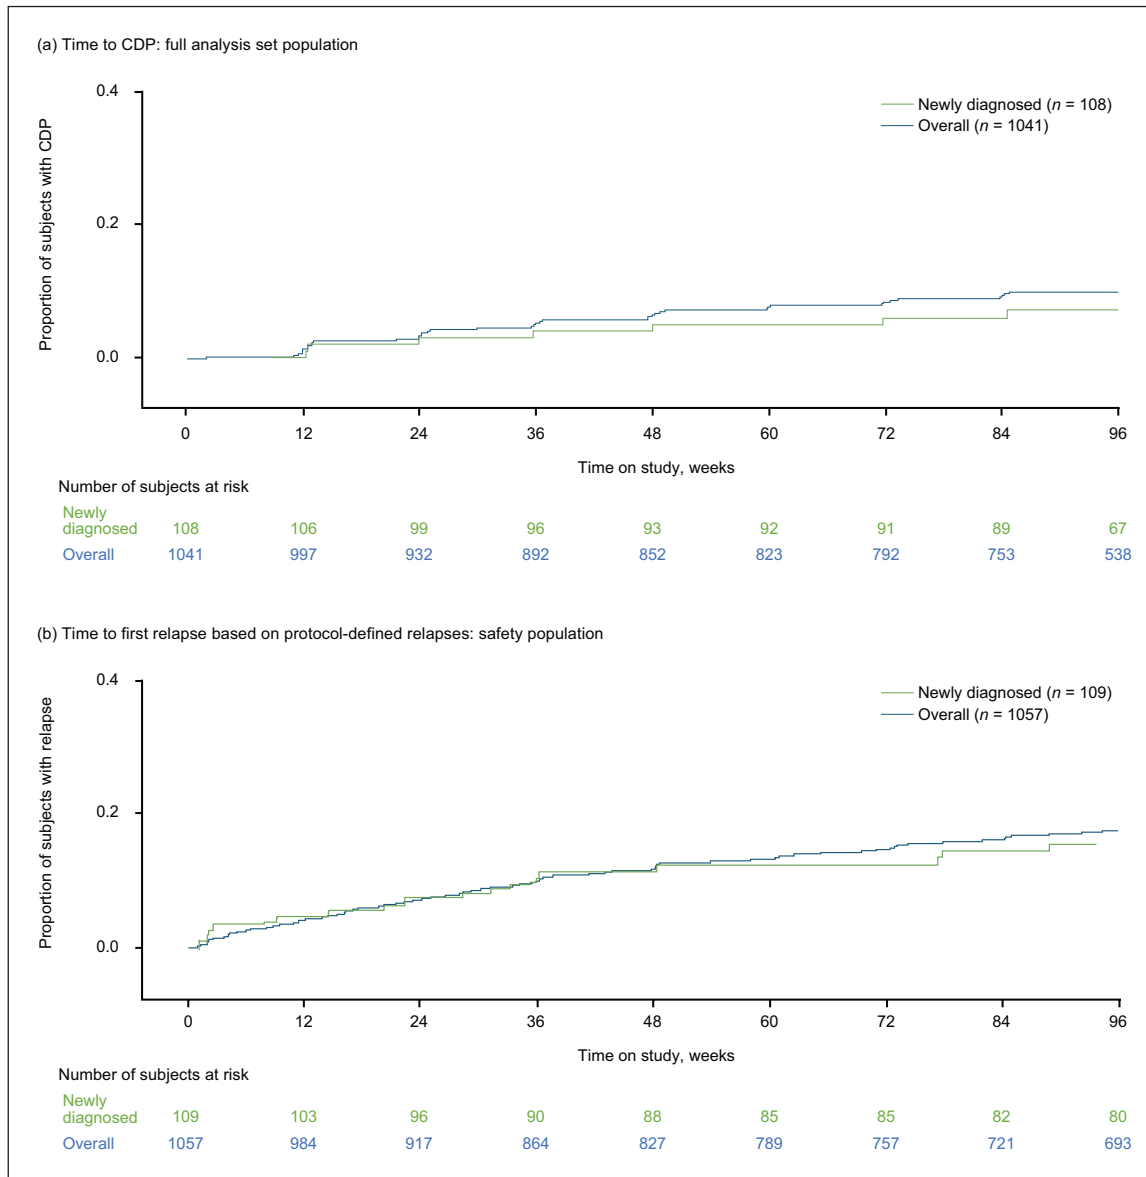 (a) Time to CDP: full analysis set population
0.4
0.2
0.0
Proportion of subjects with CDP
Newly diagnosed (n = 108)
Overall (n = 1041)
0 12 24 36 48 60 72 84 96
Time on study, weeks
Number of subjects at risk
Newly
diagnosed 108 106 99 96 93 92 91 89 67
Overall 1041 997 932 892 852 823 792 753 538
(b) Time to first relapse based on protocol-defined relapses: safety population
0.4
0.2
0.0
Proportion of subjects with relapse
Newly diagnosed (n = 109)
Overall (n = 1057)
0 12 24 36 48 60 72 84 96
Time on study, weeks
Number of subjects at risk
Newly
diagnosed 109 103 96 90 88 85 85 82 80
Overall 1057 984 917 864 827 789 757 721 693